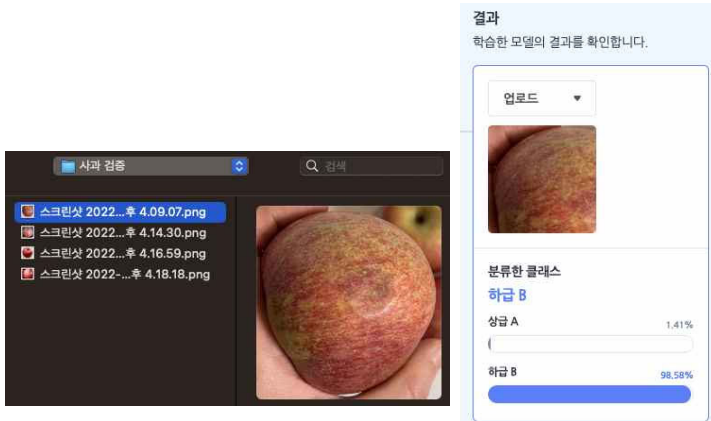 사과 검증
검색
스크린샷 2022...후 4.09.07.png
스크린샷 2022...후 4.14.30.png
스크린샷 2022...후 4.16.59.png
스크린샷 2022-...후 4.18.18.png
결과
학습한 모델의 결과를 확인합니다.
업로드
분류한 클래스
하급 B
상급 A
1.41%
하급 B
98.58%